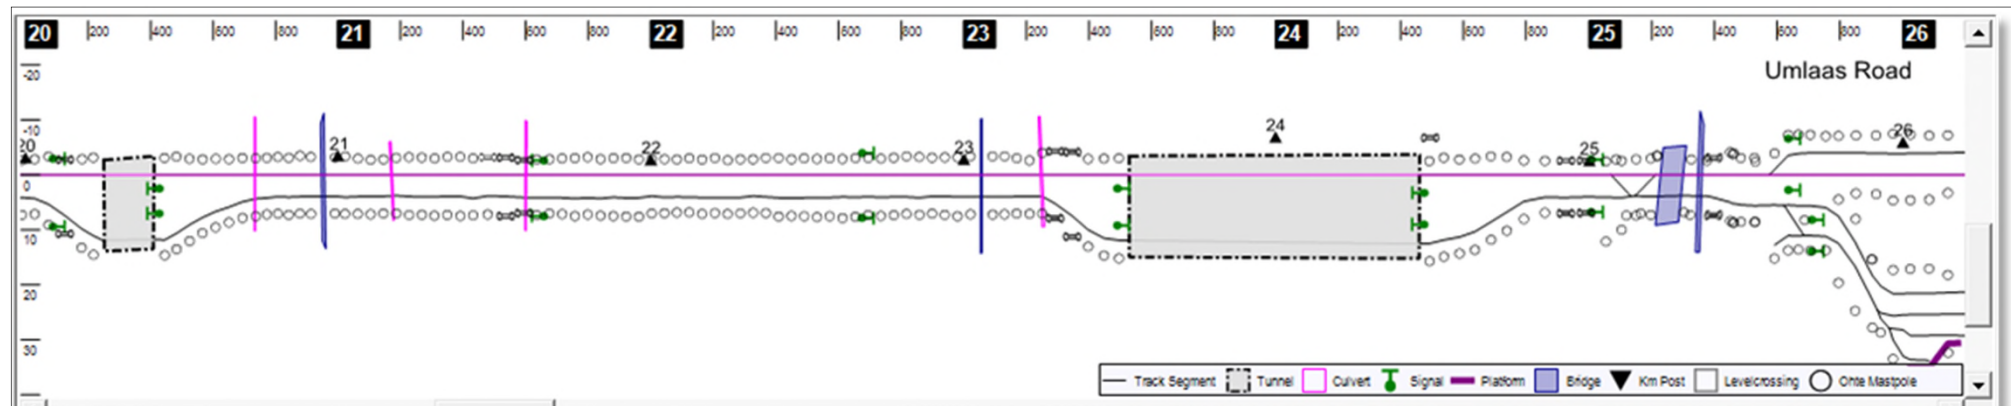 20 200 400 600 800 21 200 400 600 800 22 200 400 600 800 23 200 400 600 800 24 200 400 600 800 25 200 400 600 800 26
-20
Umlaas Road
-10
20 21 22 23 24 25 26
0
10
20
30
Track Segment Tunnel Culvert Signal Platform Bridge Km Post Levelcrossing Ohte Mastpole